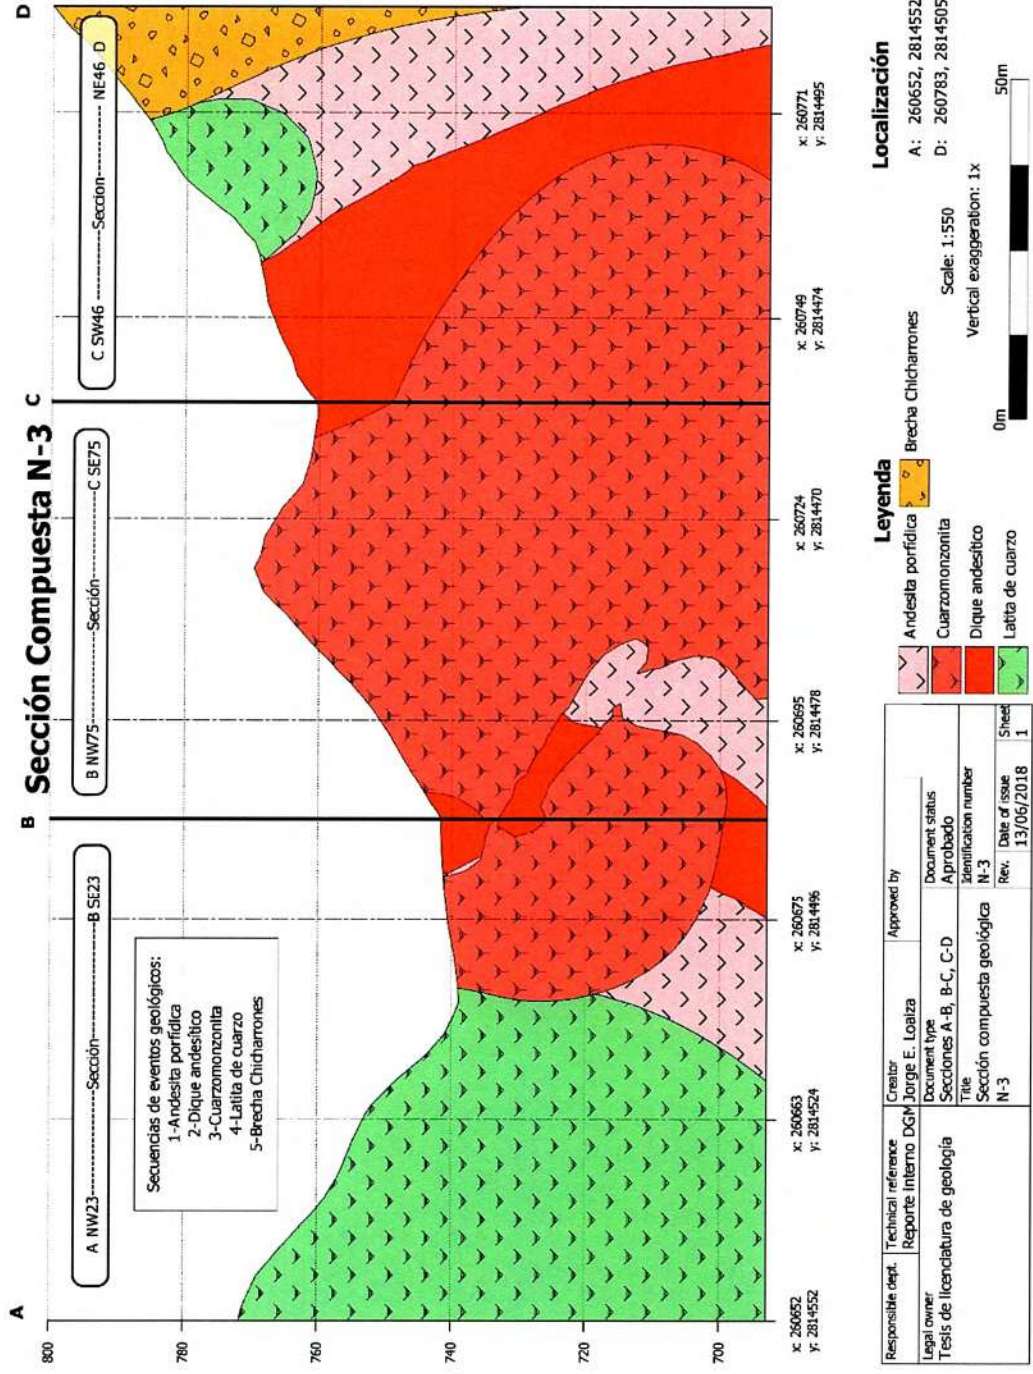 Sección Compuesta N-3
A
B
C
D
A NW23---------Sección---------B SE23
B NW75---------Sección---------C SE75
C SW46 ---------Seccion--------- NE46 D
Secuencias de eventos geológicos:
1-Andesita porfidica
2-Dique andesítico
3-Cuarzomonzonita
4-Latita de cuarzo
5-Brecha Chicharrones
800
780
760
740
720
700
x: 260652
y: 2814552
x: 260663
y: 2814524
x: 260675
y: 2814496
x: 260695
y: 2814478
x: 260724
y: 2814470
x: 260749
y: 2814474
x: 260771
y: 2814495
Responsible dept.
Technical reference
Reporte Interno DGM
Creator
Jorge E. Loaiza
Approved by
Legal owner
Tesis de licenciatura de geología
Document type
Secciones A-B, B-C, C-D
Document status
Aprobado
Title
Sección compuesta geológica
N-3
Identification number
N-3
Rev.
Date of issue
13/06/2018
Sheet
1
Leyenda
Andesita porfidica
Cuarzomonzonita
Dique andesítico
Latita de cuarzo
Brecha Chicharrones
Localización
A: 260652, 2814552
D: 260783, 2814505
Scale: 1:550
Vertical exaggeration: 1x
0m
50m